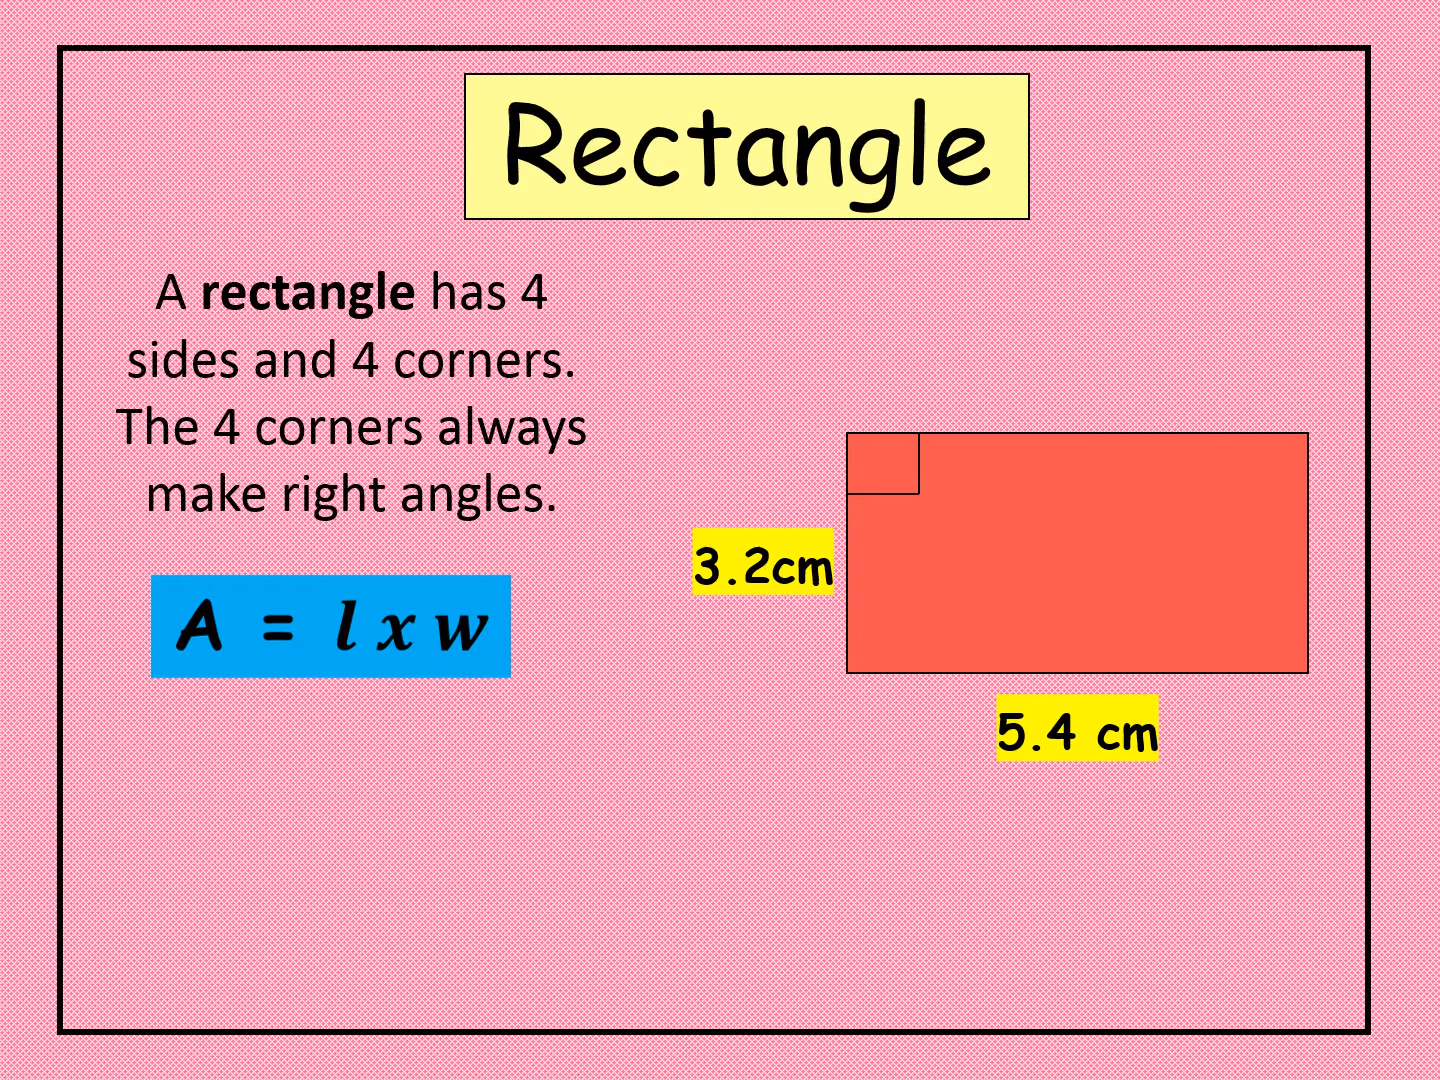 Rectangle
A rectangle has 4
sides and 4 corners.
The 4 corners always
make right angles.
A = l x w
3.2cm
5.4 cm